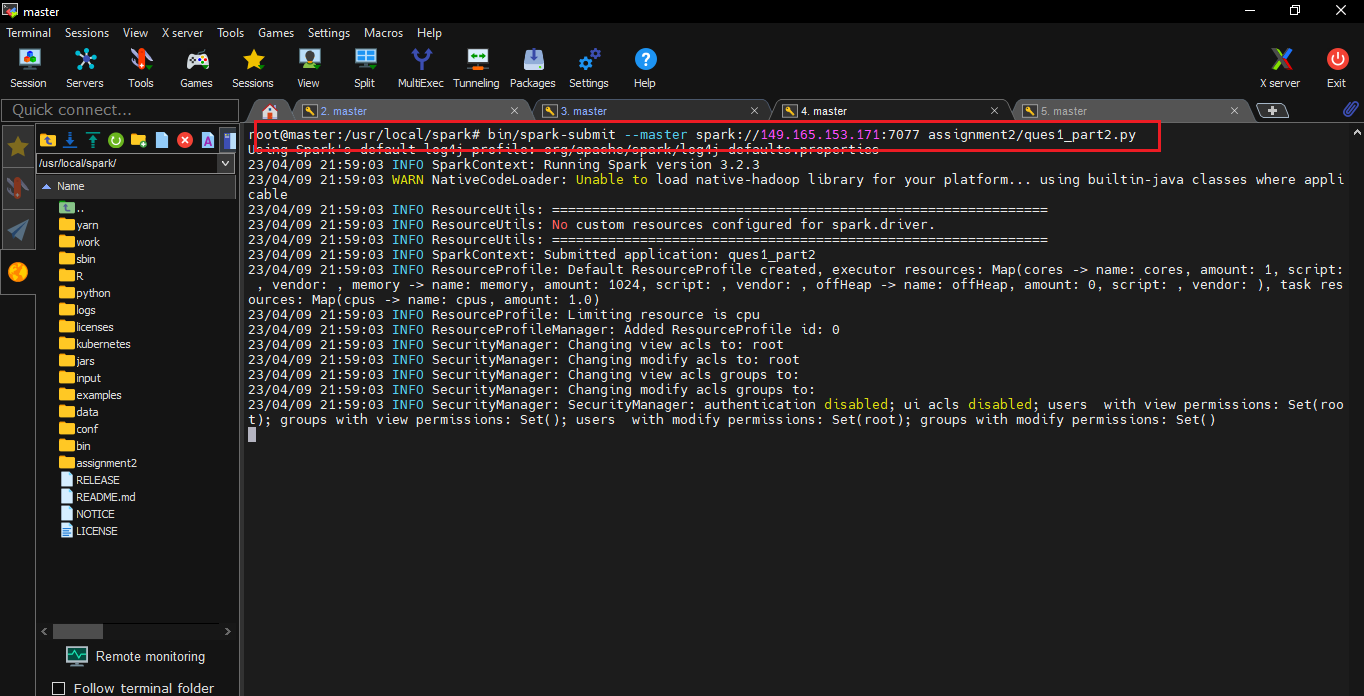 master
Terminal Sessions View X server Tools Games Settings Macros Help
Session Servers Tools Games Sessions View Split MultiExec Tunneling Packages Settings Help X server Exit
Quick connect...
2. master 3. master 4. master 5. master
/usr/local/spark/
Name
..
yarn
work
sbin
R
python
logs
licenses
kubernetes
jars
input
examples
data
conf
bin
assignment2
RELEASE
README.md
NOTICE
LICENSE
Remote monitoring
Follow terminal folder
root@master:/usr/local/spark# bin/spark-submit --master spark://149.165.153.171:7077 assignment2/ques1_part2.py
Using Spark's default log4j profile: org/apache/spark/log4j-defaults.properties
23/04/09 21:59:03 INFO SparkContext: Running Spark version 3.2.3
23/04/09 21:59:03 WARN NativeCodeLoader: Unable to load native-hadoop library for your platform... using builtin-java classes where appli
cable
23/04/09 21:59:03 INFO ResourceUtils: ==============================================================
23/04/09 21:59:03 INFO ResourceUtils: No custom resources configured for spark.driver.
23/04/09 21:59:03 INFO ResourceUtils: ==============================================================
23/04/09 21:59:03 INFO SparkContext: Submitted application: ques1_part2
23/04/09 21:59:03 INFO ResourceProfile: Default ResourceProfile created, executor resources: Map(cores -> name: cores, amount: 1, script:
, vendor: , memory -> name: memory, amount: 1024, script: , vendor: , offHeap -> name: offHeap, amount: 0, script: , vendor: ), task res
ources: Map(cpus -> name: cpus, amount: 1.0)
23/04/09 21:59:03 INFO ResourceProfile: Limiting resource is cpu
23/04/09 21:59:03 INFO ResourceProfileManager: Added ResourceProfile id: 0
23/04/09 21:59:03 INFO SecurityManager: Changing view acls to: root
23/04/09 21:59:03 INFO SecurityManager: Changing modify acls to: root
23/04/09 21:59:03 INFO SecurityManager: Changing view acls groups to:
23/04/09 21:59:03 INFO SecurityManager: Changing modify acls groups to:
23/04/09 21:59:03 INFO SecurityManager: SecurityManager: authentication disabled; ui acls disabled; users  with view permissions: Set(roo
t); groups with view permissions: Set(); users  with modify permissions: Set(root); groups with modify permissions: Set()